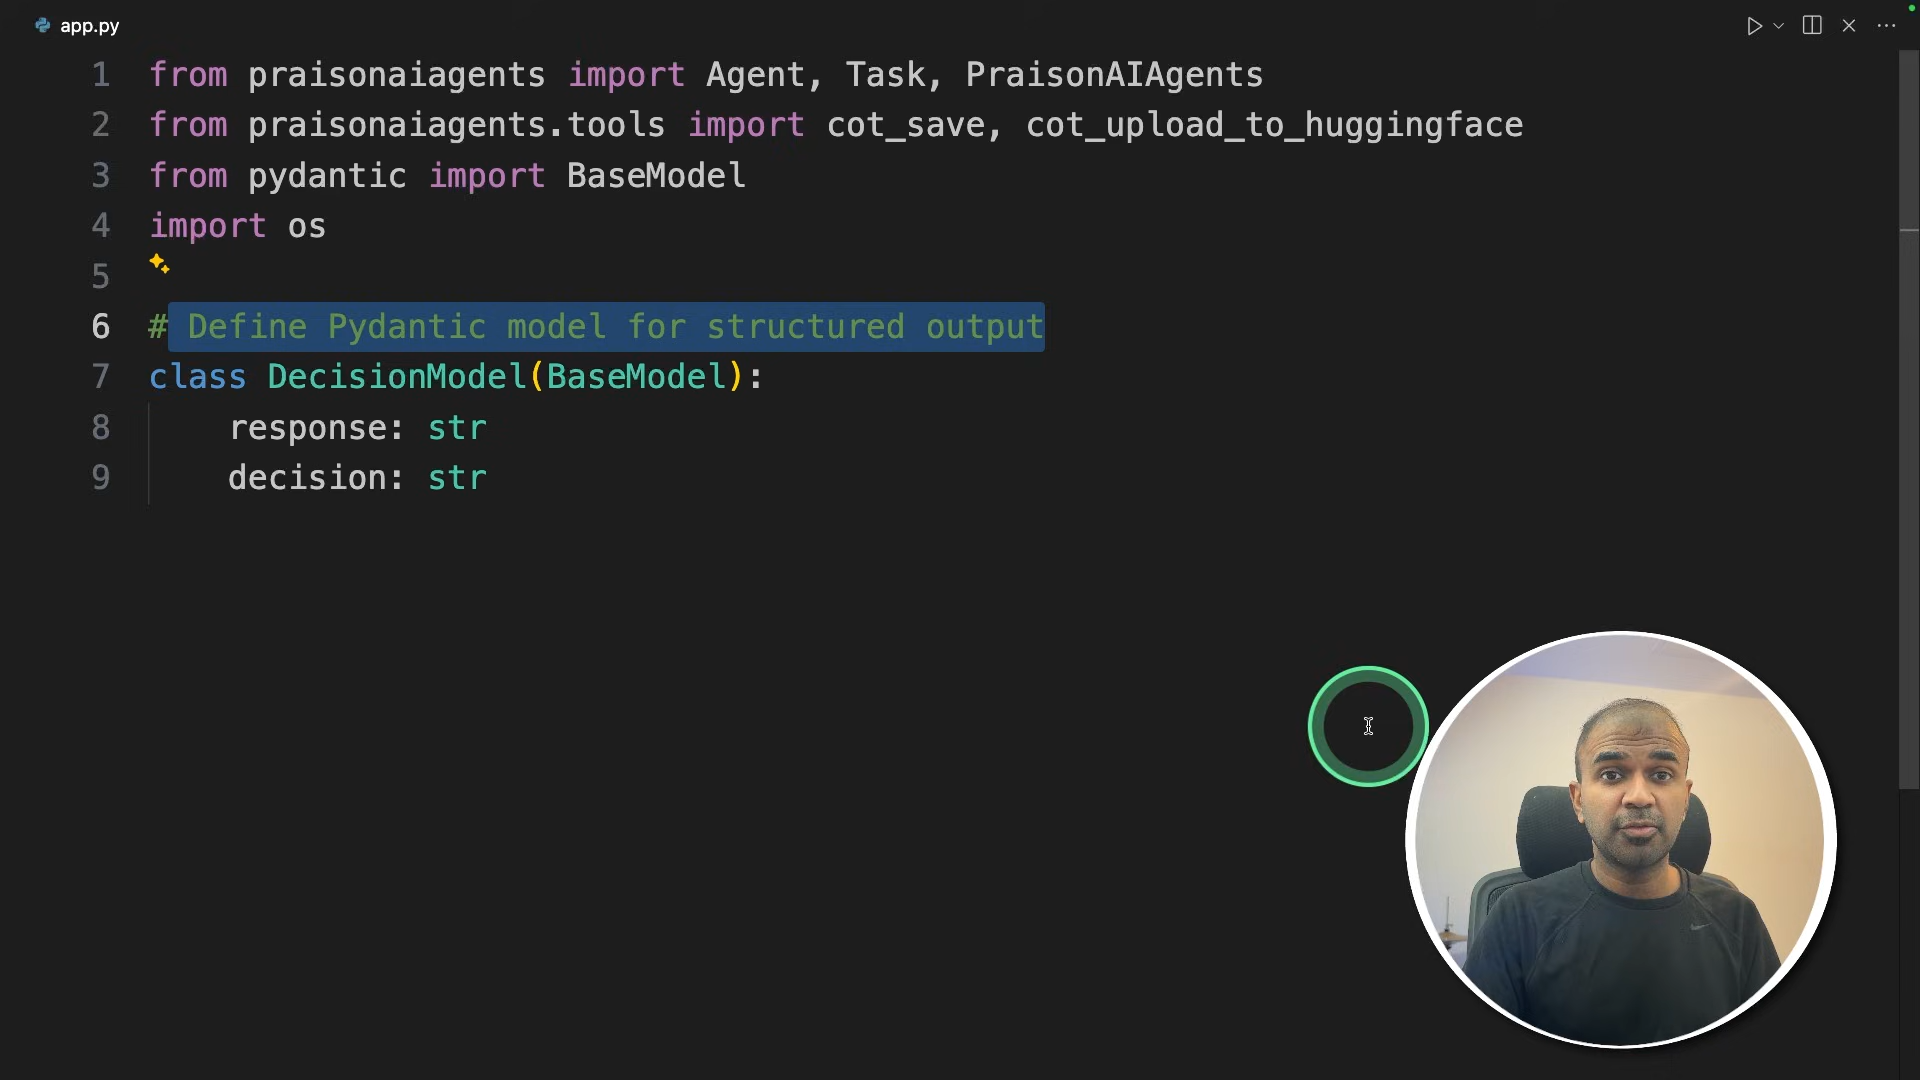 app.py
1 from praisonaiagents import Agent, Task, PraisonAIAgents
2 from praisonaiagents.tools import cot_save, cot_upload_to_huggingface
3 from pydantic import BaseModel
4 import os
5
6 # Define Pydantic model for structured output
7 class DecisionModel(BaseModel):
8     response: str
9     decision: str